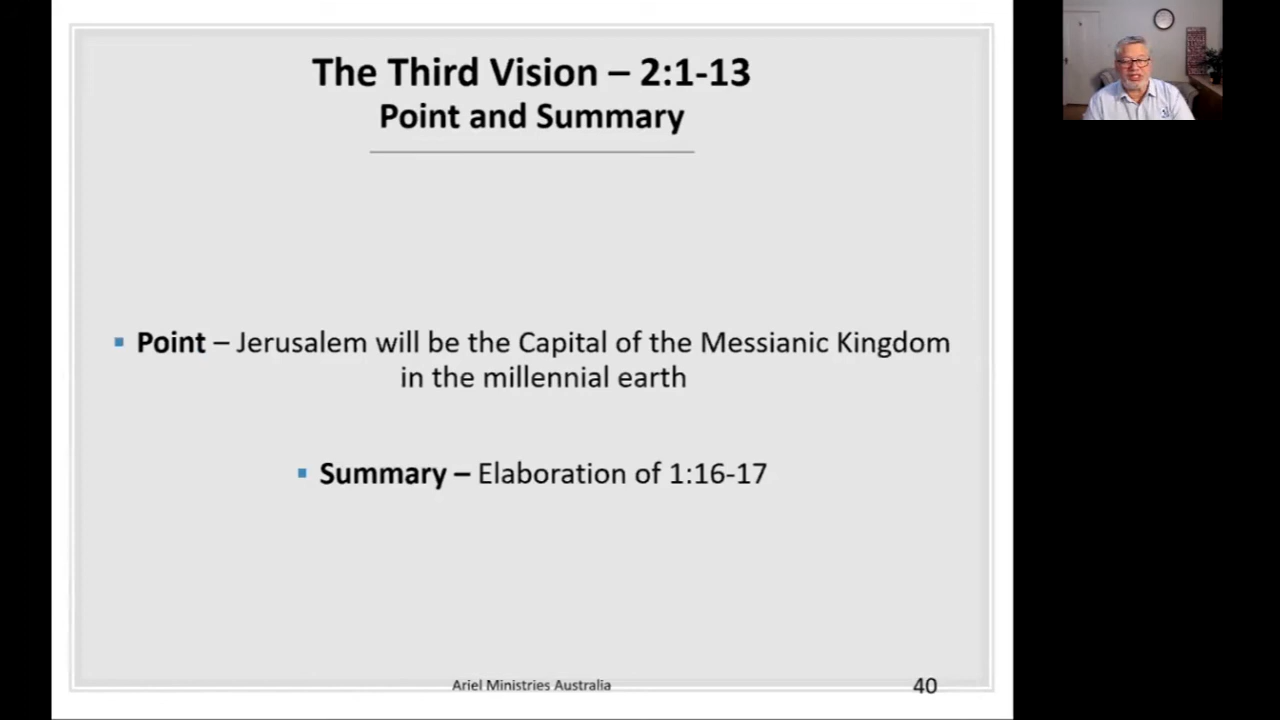 The Third Vision – 2:1-13
Point and Summary
▪ Point – Jerusalem will be the Capital of the Messianic Kingdom
in the millennial earth
▪ Summary – Elaboration of 1:16-17
Ariel Ministries Australia
40